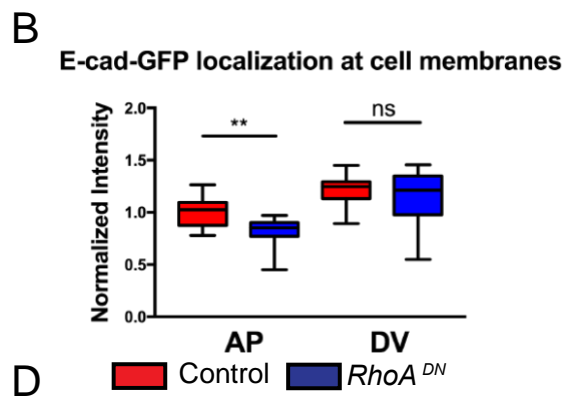 B
E-cad-GFP localization at cell membranes
Normalized Intensity
2.0
1.5
1.0
0.5
0.0
**
ns
AP DV
D
Control RhoA DN